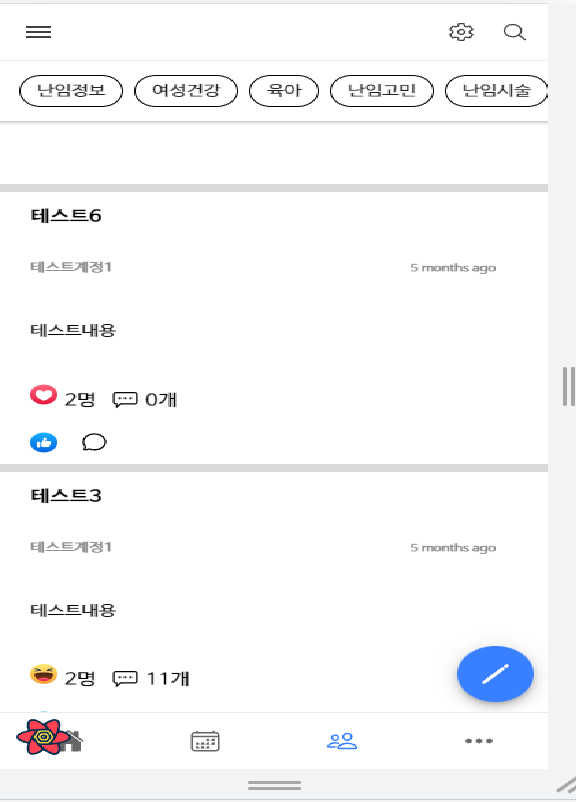 난임정보 여성건강 육아 난임고민 난임시술
테스트6
테스트계정1 5 months ago
테스트내용
2명 0개
테스트3
테스트계정1 5 months ago
테스트내용
2명 11개